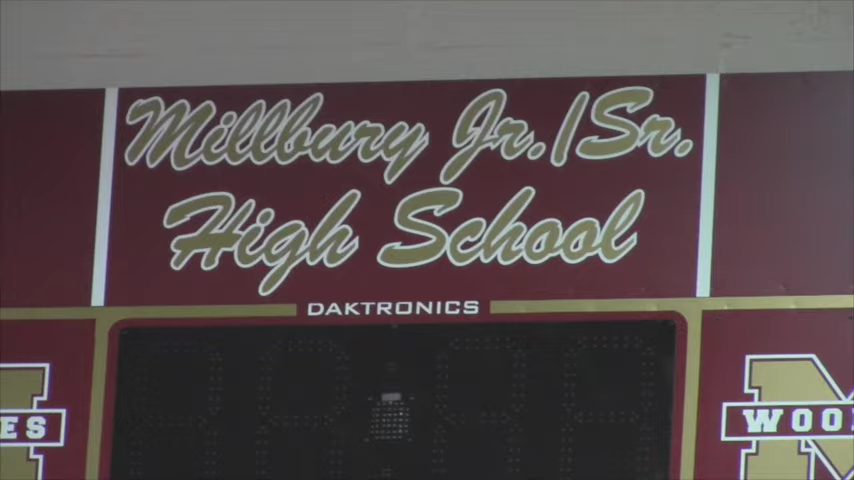 Millbury Jr./Sr.
High School
DAKTRONICS
M
ES
M
WOO